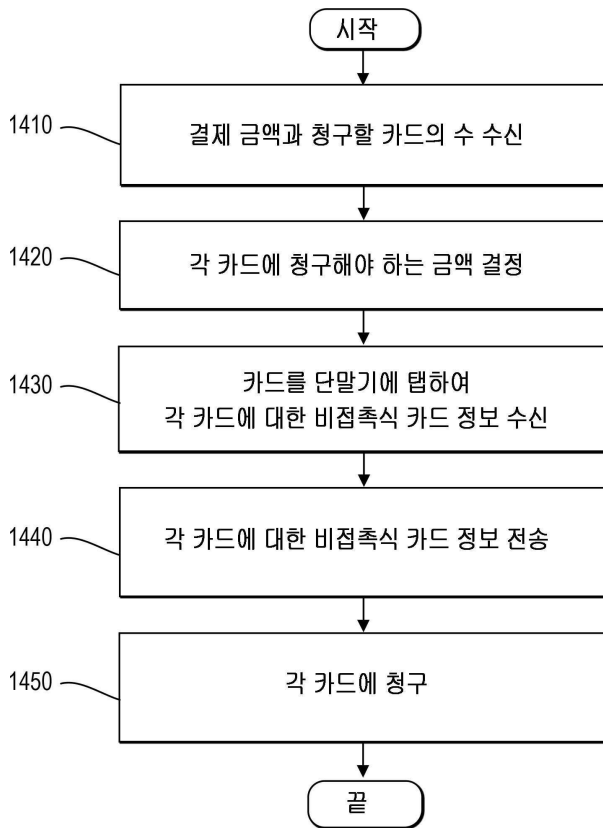 시작
1410
결제 금액과 청구할 카드의 수 수신
1420
각 카드에 청구해야 하는 금액 결정
1430
카드를 단말기에 탭하여
각 카드에 대한 비접촉식 카드 정보 수신
1440
각 카드에 대한 비접촉식 카드 정보 전송
1450
각 카드에 청구
끝